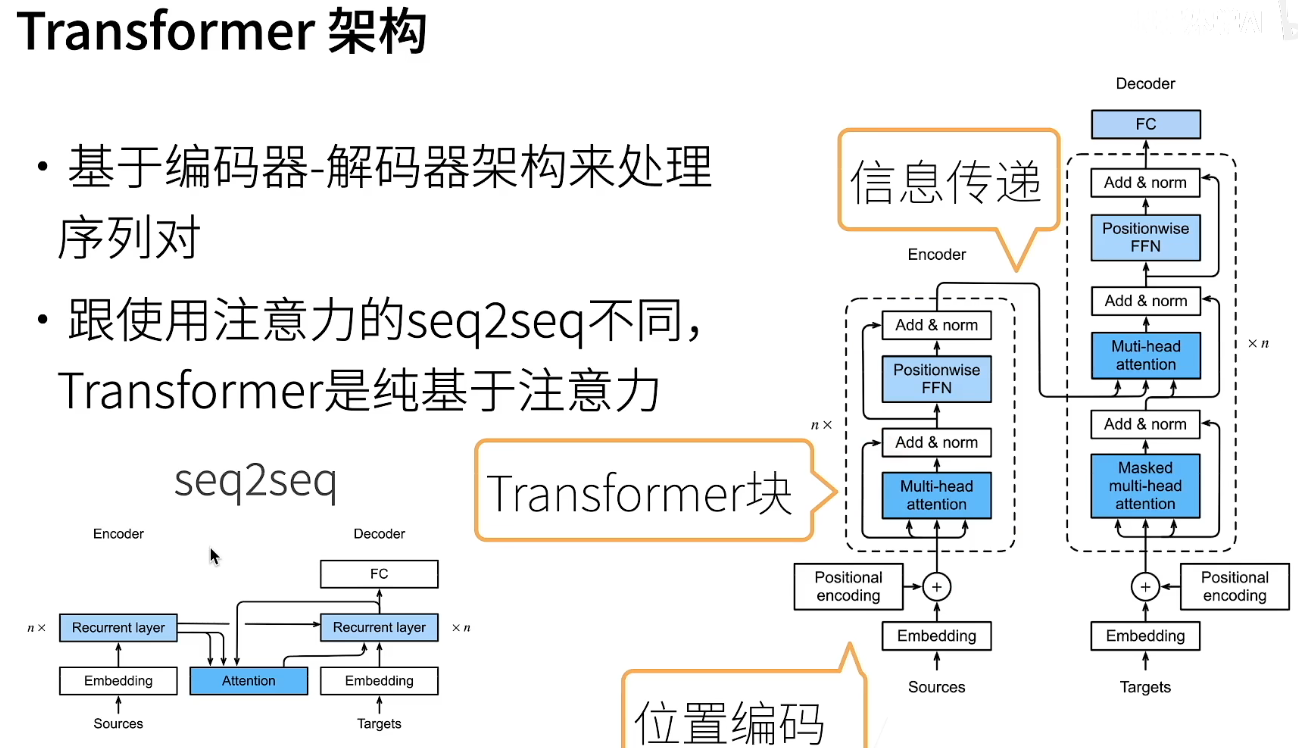 Transformer 架构
・基于编码器-解码器架构来处理
序列对
・跟使用注意力的seq2seq不同，
Transformer是纯基于注意力
seq2seq
Encoder
Decoder
FC
n×
Recurrent layer
Recurrent layer
×n
Embedding
Attention
Embedding
Sources
Targets
Transformer块
信息传递
位置编码
Encoder
Add & norm
Positionwise
FFN
n×
Add & norm
Multi-head
attention
Positional
encoding
+
Embedding
Sources
Decoder
FC
Add & norm
Positionwise
FFN
Add & norm
Muti-head
attention
×n
Add & norm
Masked
multi-head
attention
+
Positional
encoding
Embedding
Targets